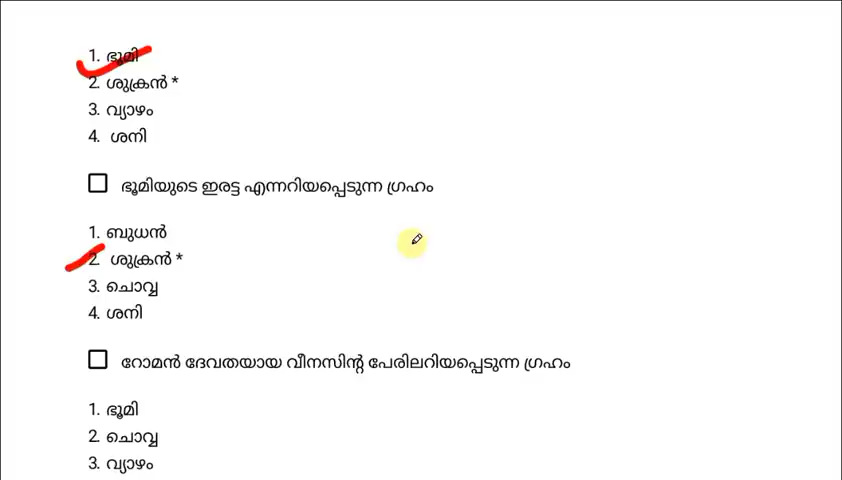 1. ഭൂമി
2. ശുക്രൻ *
3. വ്യാഴം
4. ശനി
ഭൂമിയുടെ ഇരട്ട എന്നറിയപ്പെടുന്ന ഗ്രഹം
1. ബുധൻ
2. ശുക്രൻ *
3. ചൊവ്വ
4. ശനി
റോമൻ ദേവതയായ വീനസിന്റ പേരിലറിയപ്പെടുന്ന ഗ്രഹം
1. ഭൂമി
2. ചൊവ്വ
3. വ്യാഴം